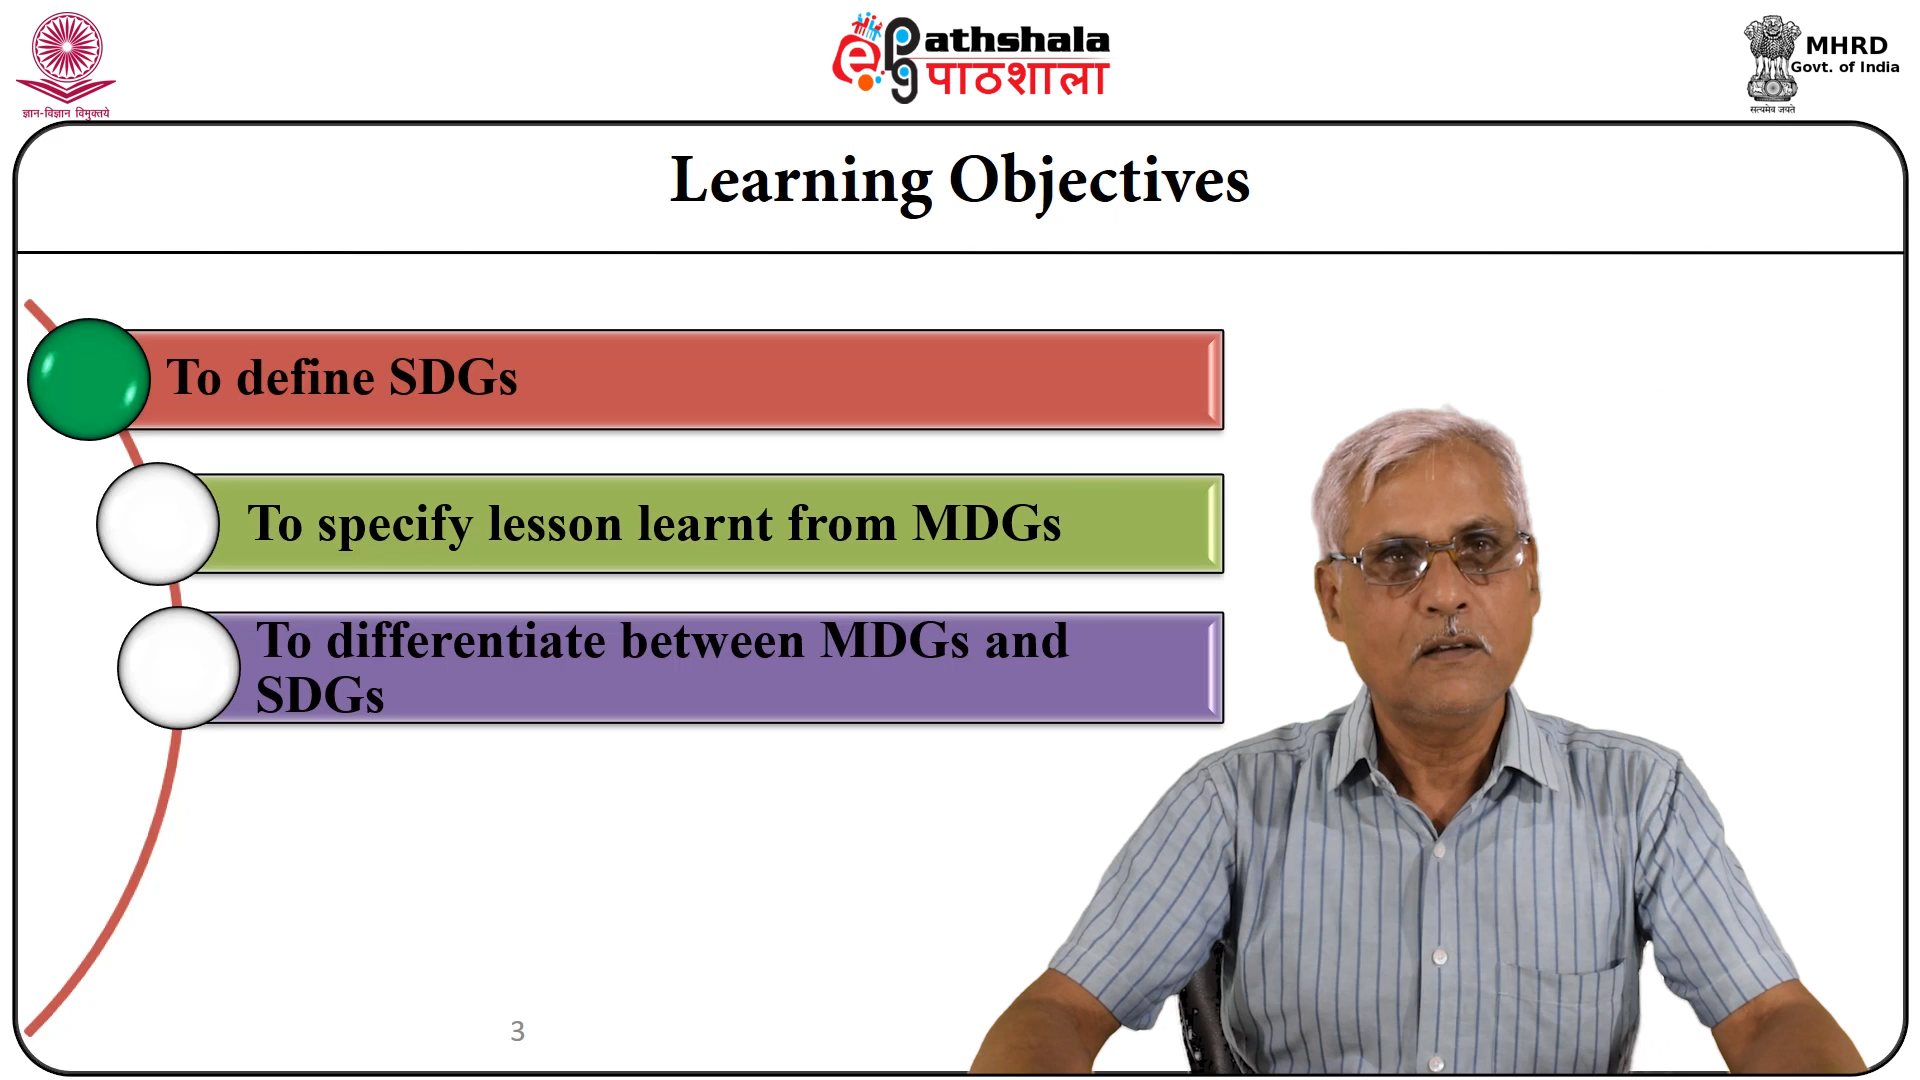 ज्ञान-विज्ञान विमुक्तये
ePG Pathshala
पाठशाला
MHRD
Govt. of India
सत्यमेव जयते
Learning Objectives
To define SDGs
To specify lesson learnt from MDGs
To differentiate between MDGs and
SDGs
3